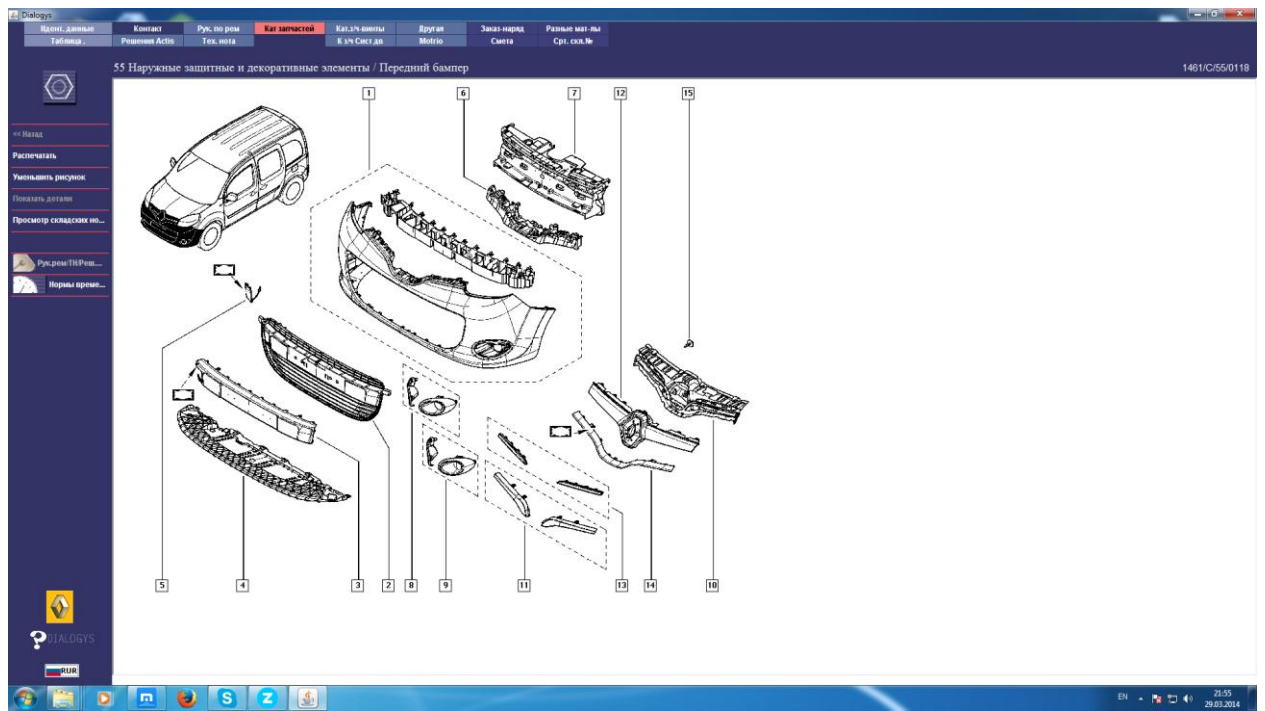 Dialogys
Идент. данные Контакт Рук. по рем Кат запчастей Кат.з/ч-винты Другая Заказ-наряд Разные мат-лы
Таблица . Решения Actis Тех. нота К з/ч Сист дв Motrio Смета Срт. скл.№
55 Наружные защитные и декоративные элементы / Передний бампер 1461/C/55/0118
<< Назад
Распечатать
Уменьшить рисунок
Показать детали
Просмотр складских но...
Рук.рем/ТН/Реш....
Нормы време...
1 6 7 12 15
5 4 3 2 8 9 11 13 14 10
DIALOGYS
RUR
EN 21:55
29.03.2014